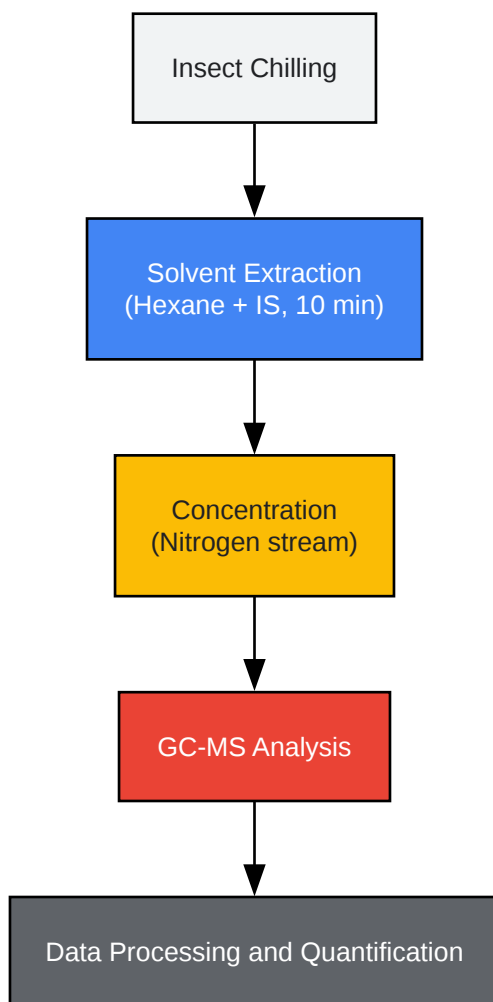 Insect Chilling
Solvent Extraction
(Hexane + IS, 10 min)
Concentration
(Nitrogen stream)
GC-MS Analysis
Data Processing and Quantification